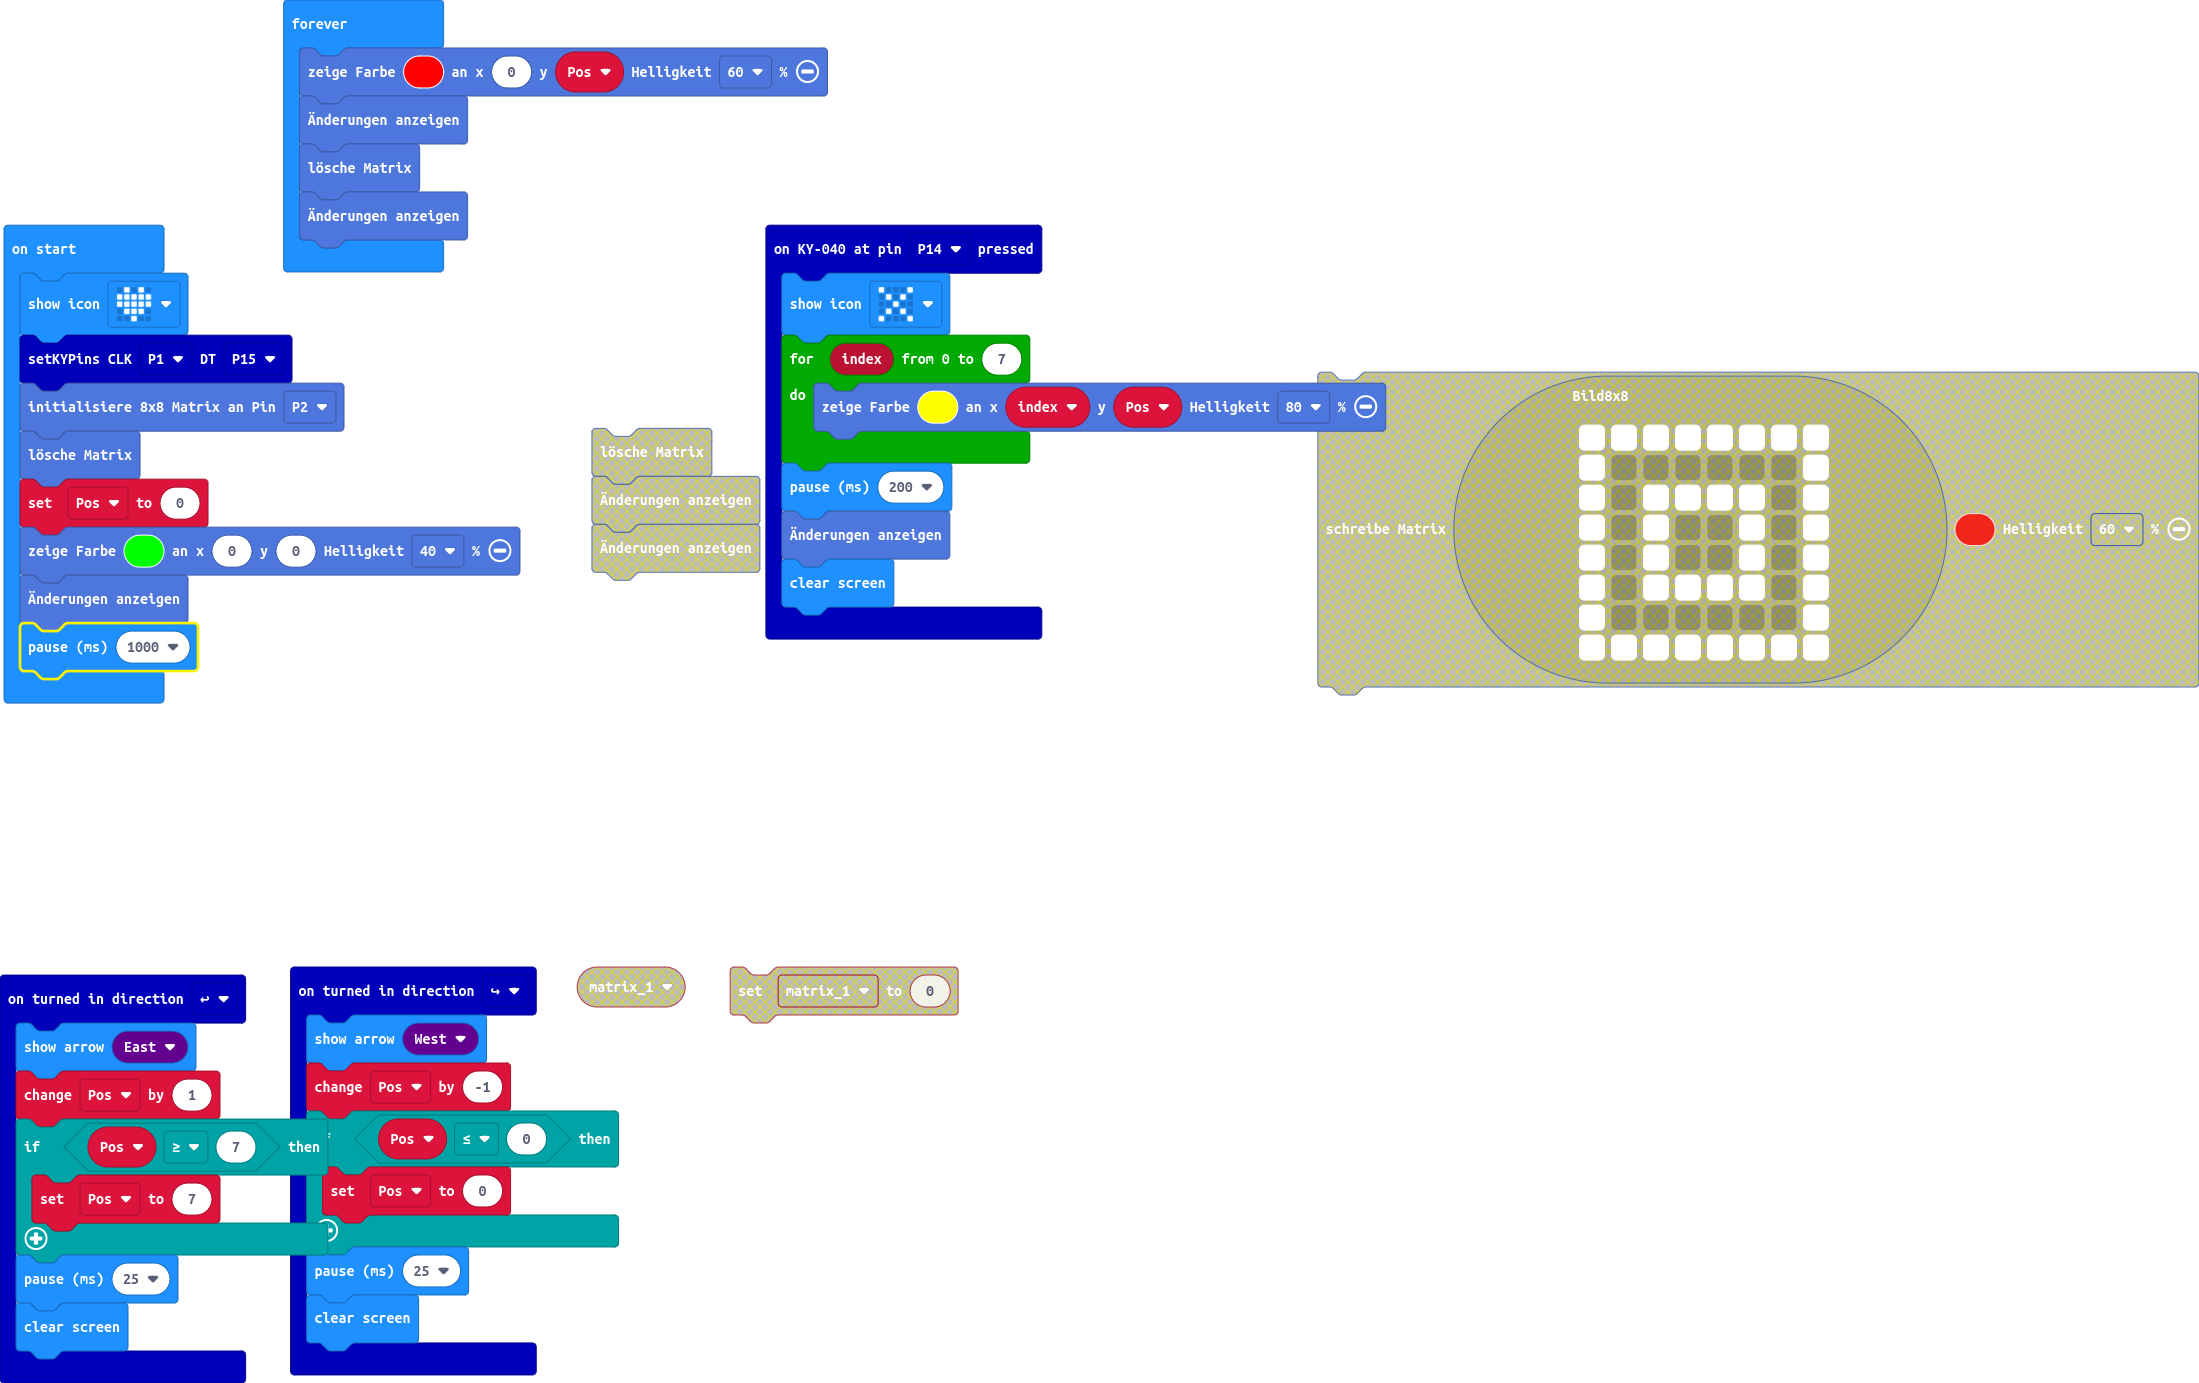 forever
zeige Farbe an x 0 y Pos Helligkeit 60 %
Änderungen anzeigen
lösche Matrix
Änderungen anzeigen
on start
show icon
setKYPins CLK P1 DT P15
initialisiere 8x8 Matrix an Pin P2
lösche Matrix
set Pos to 0
zeige Farbe an x 0 y 0 Helligkeit 40 %
Änderungen anzeigen
pause (ms) 1000
lösche Matrix
Änderungen anzeigen
Änderungen anzeigen
on KY-040 at pin P14 pressed
show icon
for index from 0 to 7
do zeige Farbe an x index y Pos Helligkeit 80 %
pause (ms) 200
Änderungen anzeigen
clear screen
Bild8x8
schreibe Matrix Helligkeit 60 %
on turned in direction ↩
show arrow East
change Pos by 1
if Pos ≥ 7 then
set Pos to 7
pause (ms) 25
clear screen
on turned in direction ↪
show arrow West
change Pos by -1
Pos ≤ 0 then
set Pos to 0
pause (ms) 25
clear screen
matrix_1
set matrix_1 to 0